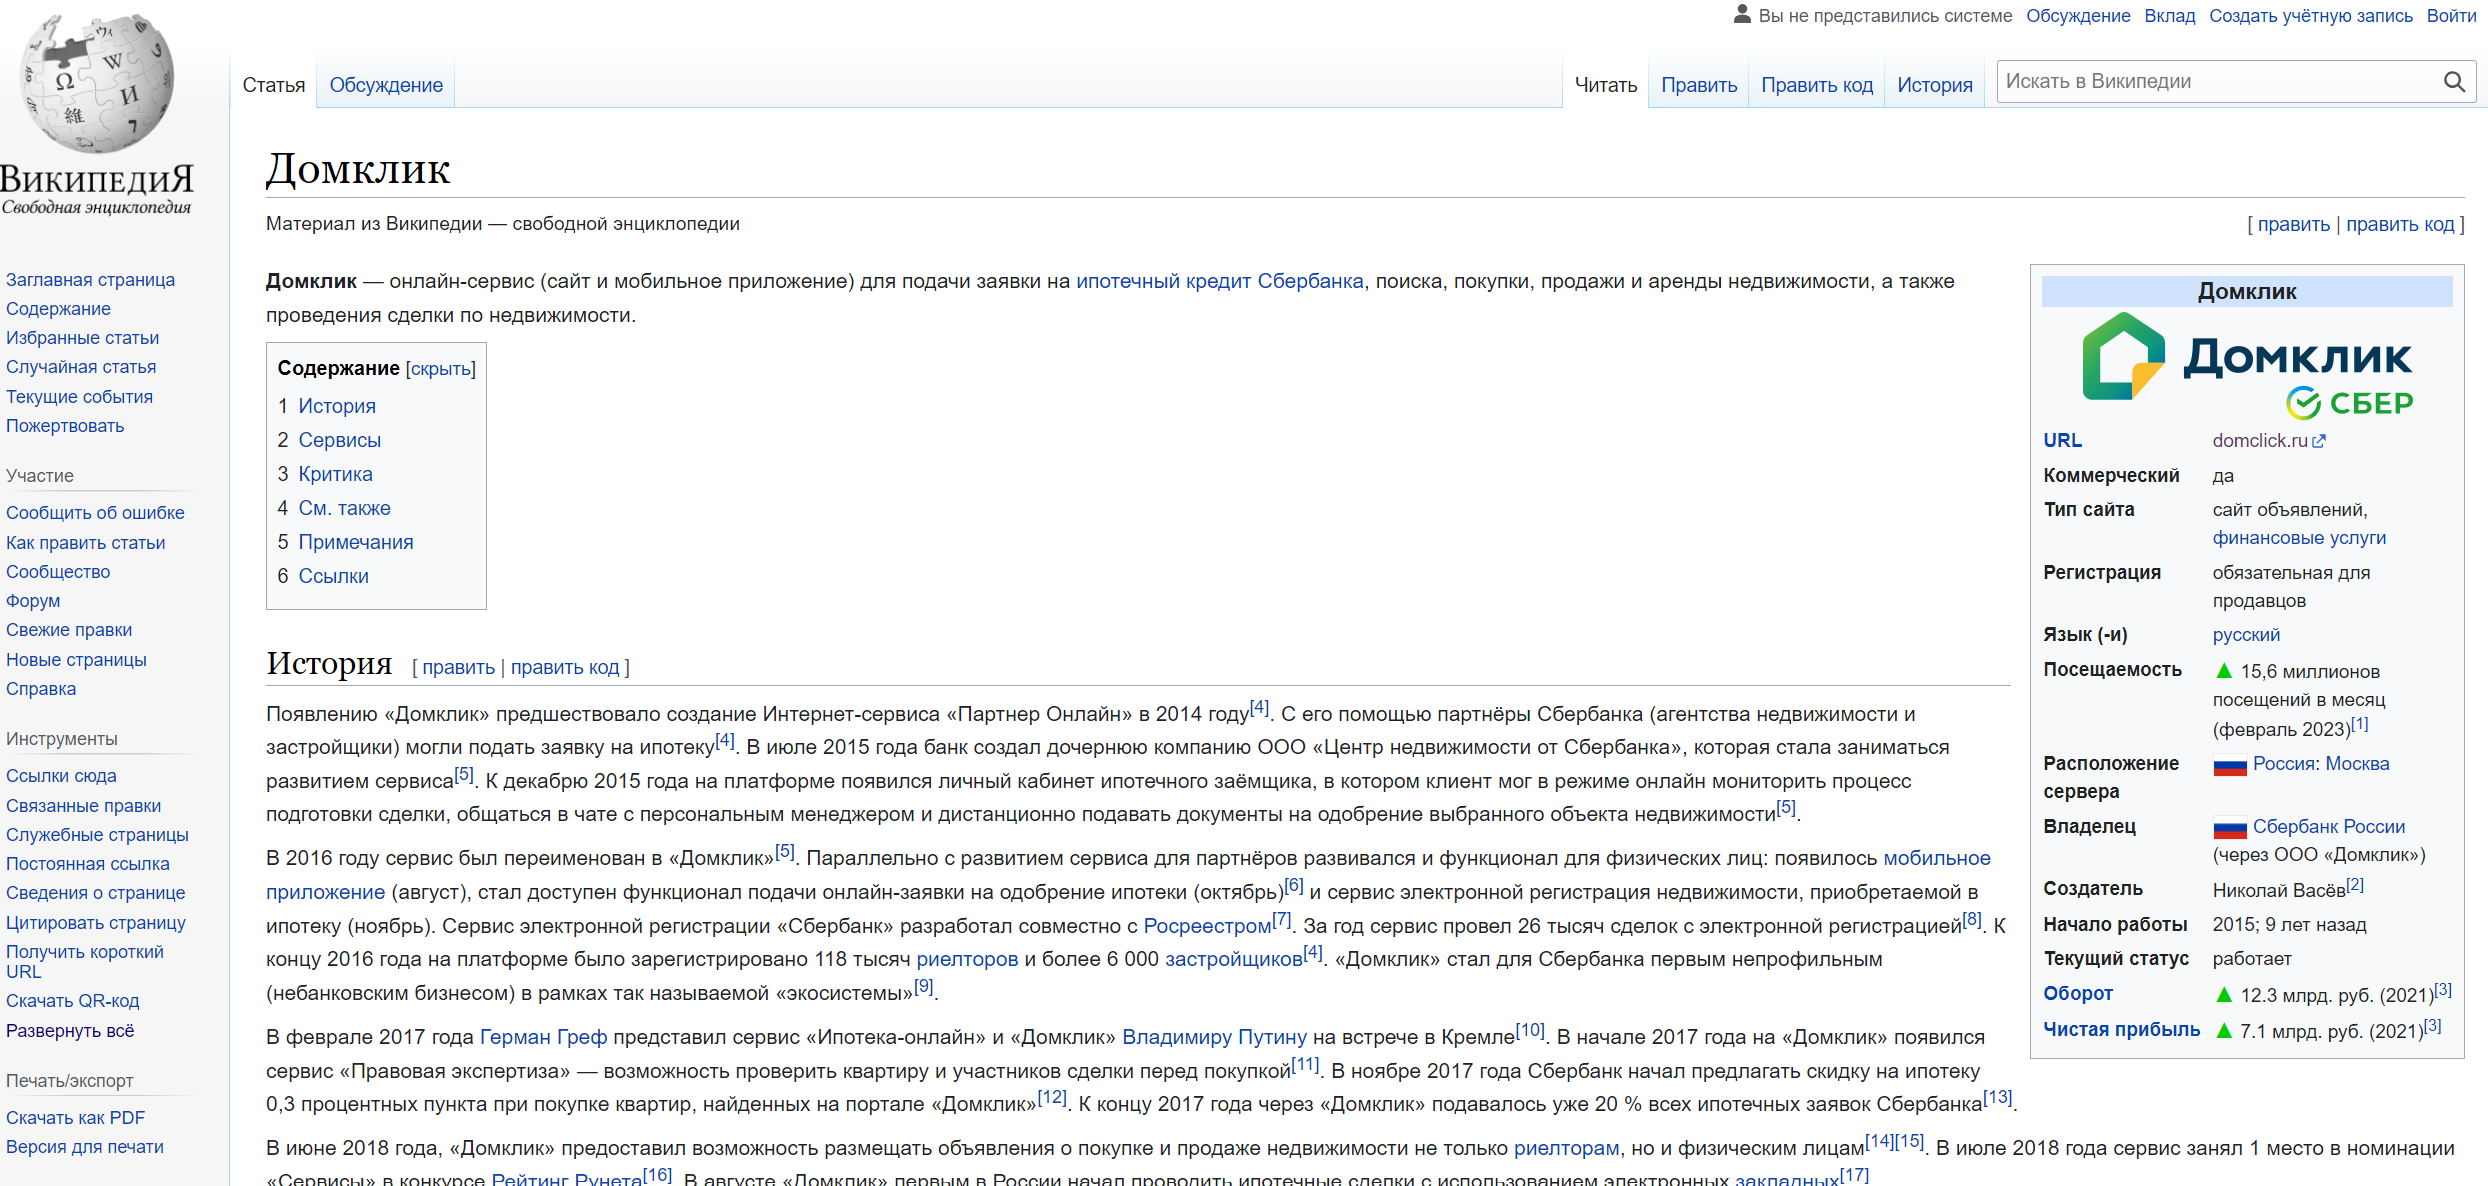 Вы не представились системе Обсуждение Вклад Создать учётную запись Войти
Статья Обсуждение Читать Править Править код История Искать в Википедии
ВикипедиЯ
Свободная энциклопедия
Заглавная страница
Содержание
Избранные статьи
Случайная статья
Текущие события
Пожертвовать
Участие
Сообщить об ошибке
Как править статьи
Сообщество
Форум
Свежие правки
Новые страницы
Справка
Инструменты
Ссылки сюда
Связанные правки
Служебные страницы
Постоянная ссылка
Сведения о странице
Цитировать страницу
Получить короткий
URL
Скачать QR-код
Развернуть всё
Печать/экспорт
Скачать как PDF
Версия для печати
Домклик
Материал из Википедии — свободной энциклопедии
[ править | править код ]
Домклик — онлайн-сервис (сайт и мобильное приложение) для подачи заявки на ипотечный кредит Сбербанка, поиска, покупки, продажи и аренды недвижимости, а также
проведения сделки по недвижимости.
Содержание [скрыть]
1 История
2 Сервисы
3 Критика
4 См. также
5 Примечания
6 Ссылки
История [ править | править код ]
Появлению «Домклик» предшествовало создание Интернет-сервиса «Партнер Онлайн» в 2014 году[4]. С его помощью партнёры Сбербанка (агентства недвижимости и
застройщики) могли подать заявку на ипотеку[4]. В июле 2015 года банк создал дочернюю компанию ООО «Центр недвижимости от Сбербанка», которая стала заниматься
развитием сервиса[5]. К декабрю 2015 года на платформе появился личный кабинет ипотечного заёмщика, в котором клиент мог в режиме онлайн мониторить процесс
подготовки сделки, общаться в чате с персональным менеджером и дистанционно подавать документы на одобрение выбранного объекта недвижимости[5].
В 2016 году сервис был переименован в «Домклик»[5]. Параллельно с развитием сервиса для партнёров развивался и функционал для физических лиц: появилось мобильное
приложение (август), стал доступен функционал подачи онлайн-заявки на одобрение ипотеки (октябрь)[6] и сервис электронной регистрация недвижимости, приобретаемой в
ипотеку (ноябрь). Сервис электронной регистрации «Сбербанк» разработал совместно с Росреестром[7]. За год сервис провел 26 тысяч сделок с электронной регистрацией[8]. К
концу 2016 года на платформе было зарегистрировано 118 тысяч риелторов и более 6 000 застройщиков[4]. «Домклик» стал для Сбербанка первым непрофильным
(небанковским бизнесом) в рамках так называемой «экосистемы»[9].
В феврале 2017 года Герман Греф представил сервис «Ипотека-онлайн» и «Домклик» Владимиру Путину на встрече в Кремле[10]. В начале 2017 года на «Домклик» появился
сервис «Правовая экспертиза» — возможность проверить квартиру и участников сделки перед покупкой[11]. В ноябре 2017 года Сбербанк начал предлагать скидку на ипотеку
0,3 процентных пункта при покупке квартир, найденных на портале «Домклик»[12]. К концу 2017 года через «Домклик» подавалось уже 20 % всех ипотечных заявок Сбербанка[13].
В июне 2018 года, «Домклик» предоставил возможность размещать объявления о покупке и продаже недвижимости не только риелторам, но и физическим лицам[14][15]. В июле 2018 года сервис занял 1 место в номинации
«Сервисы» в конкурсе Рейтинг Рунета[16]. В августе «Домклик» первым в России начал проводить ипотечные сделки с использованием электронных закладных[17]
Домклик
Домклик
СБЕР
URL domclick.ru
Коммерческий да
Тип сайта сайт объявлений,
финансовые услуги
Регистрация обязательная для
продавцов
Язык (-и) русский
Посещаемость ▲ 15,6 миллионов
посещений в месяц
(февраль 2023)[1]
Расположение Россия: Москва
сервера
Владелец Сбербанк России
(через ООО «Домклик»)
Создатель Николай Васёв[2]
Начало работы 2015; 9 лет назад
Текущий статус работает
Оборот ▲ 12.3 млрд. руб. (2021)[3]
Чистая прибыль ▲ 7.1 млрд. руб. (2021)[3]